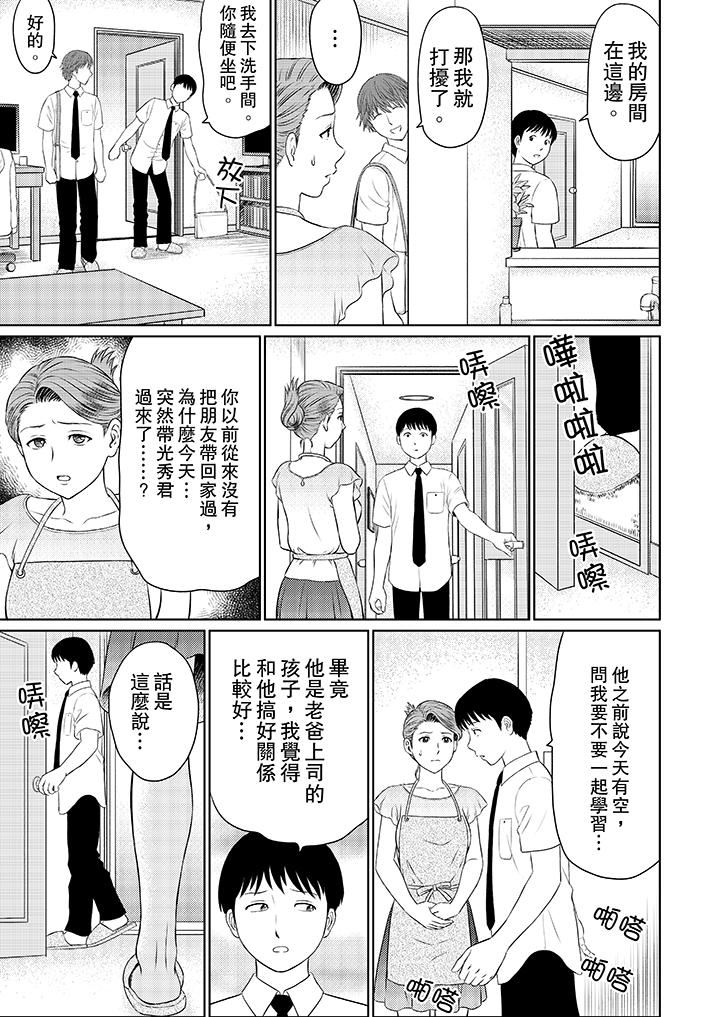 我的房間
在這邊。
那我就
打擾了。
…
我去下洗手間。
你隨便坐吧。
放下
好的。
嘩啦啦啦
弄嚓
弄嚓
你以前從來沒有
把朋友帶回家過，
為什麼今天…
突然帶光秀君
過來了……？
他之前說今天有空，
問我要不要一起學習…
啪嗒
啪嗒
啪嗒
畢竟
他是老爸上司的
孩子，我覺得
和他搞好關係
比較好…
話是
這麼說…
弄嚓